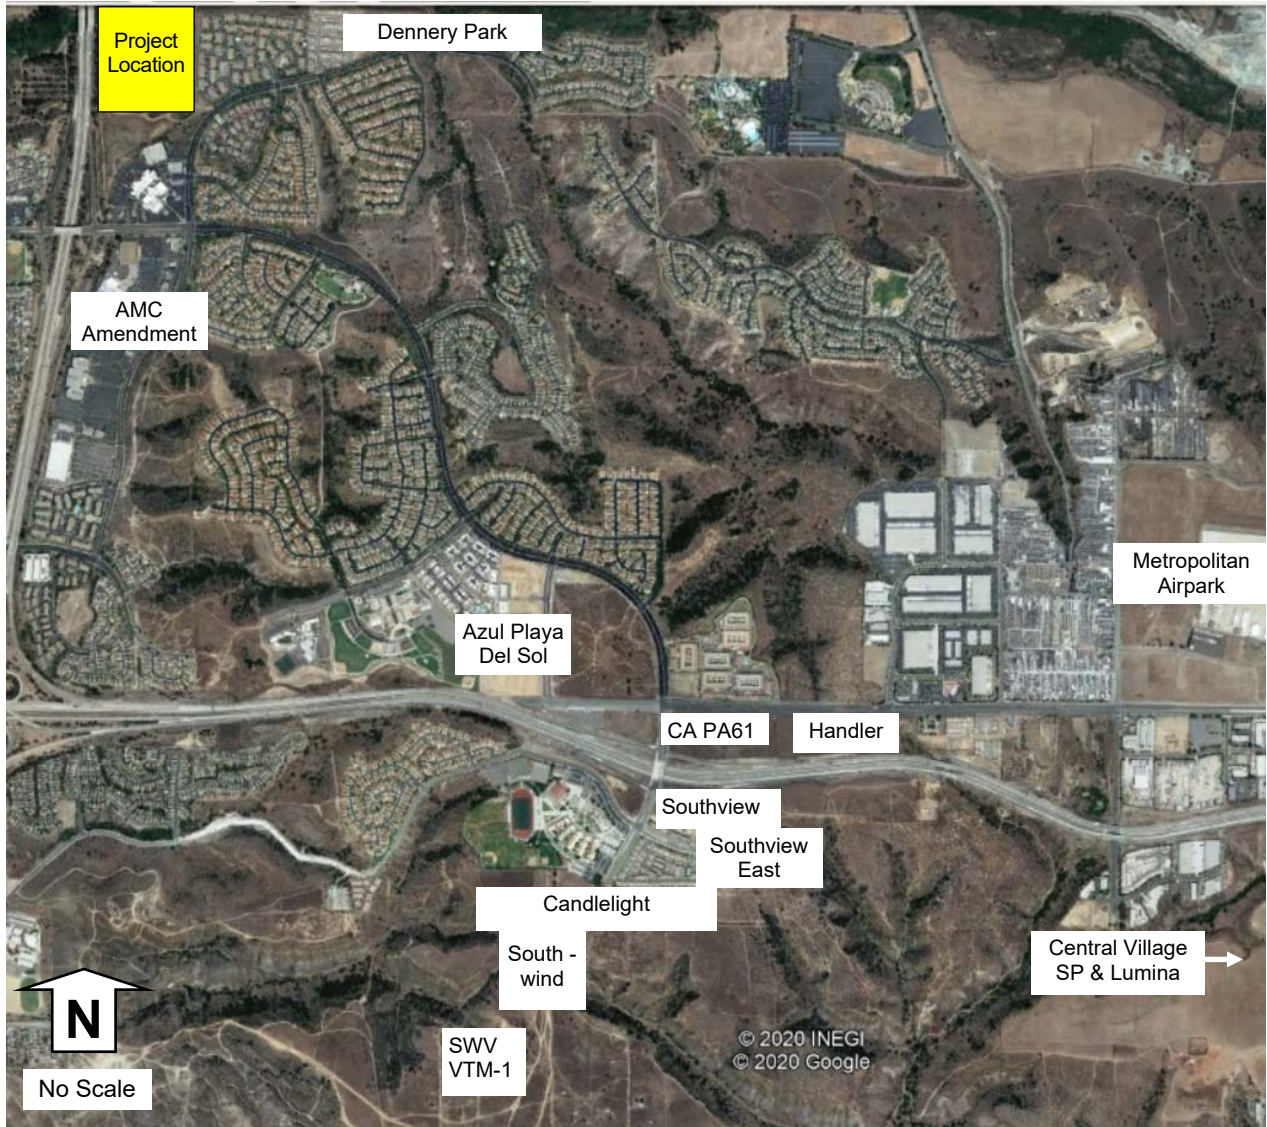 Project
Location
Dennery Park
AMC
Amendment
Metropolitan
Airpark
Azul Playa
Del Sol
CA PA61
Handler
Southview
Southview
East
Candlelight
South -
wind
Central Village
SP & Lumina
N
No Scale
SWV
VTM-1
© 2020 INEGI
© 2020 Google